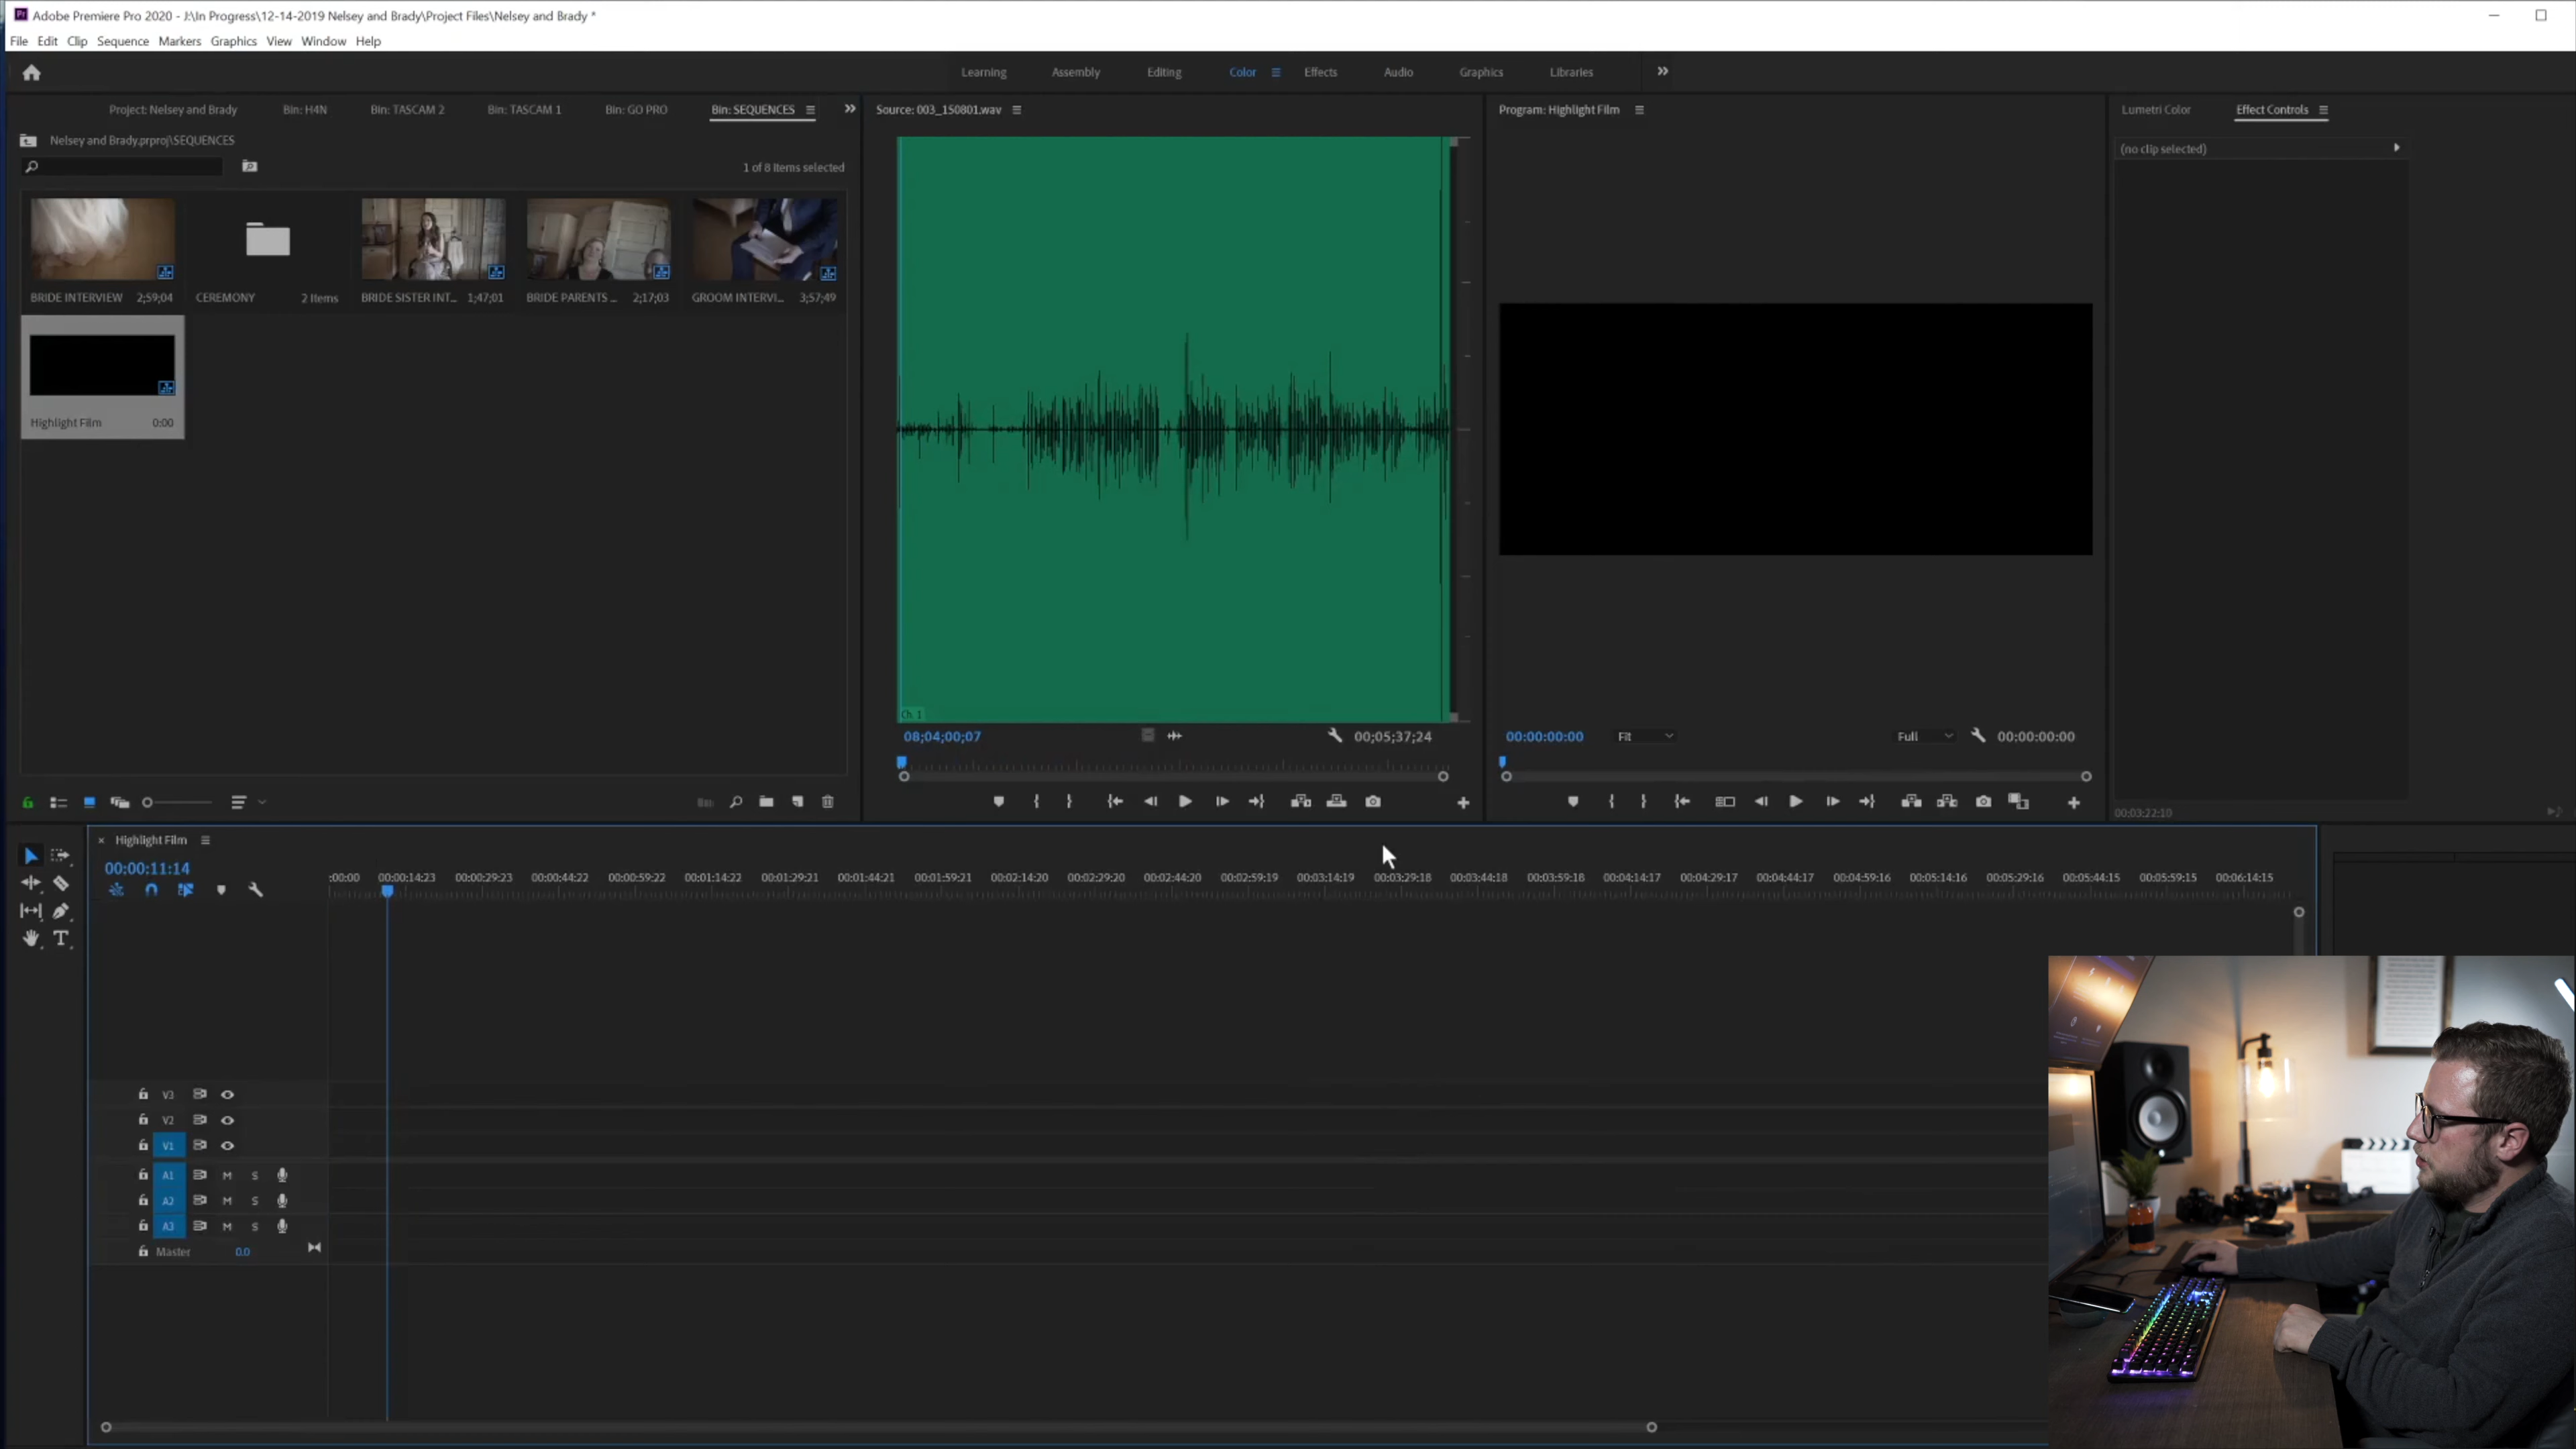 Adobe Premiere Pro 2020 - J:\In Progress\12-14-2019 Nelsey and Brady\Project Files\Nelsey and Brady *
File Edit Clip Sequence Markers Graphics View Window Help
Learning Assembly Editing Color Effects Audio Graphics Libraries
Project: Nelsey and Brady Bin: H4N Bin: TASCAM 2 Bin: TASCAM 1 Bin: GO PRO Bin: SEQUENCES
Source: 003_150801.wav
Program: Highlight Film
Lumetri Color Effect Controls
Nelsey and Brady.prproj\SEQUENCES
(no clip selected)
1 of 8 items selected
BRIDE INTERVIEW 2;59;04 CEREMONY 2 Items BRIDE SISTER INT... 1;47;01 BRIDE PARENTS ... 2;17;03 GROOM INTERVI... 3;57;49
Highlight Film 0:00
Ch. 1
08;04;00;07 00;05;37;24
00:00:00:00 Fit Full 00:00:00:00
00:03:22:10
Highlight Film
00:00:11:14
:00:00 00:00:14:23 00:00:29:23 00:00:44:22 00:00:59:22 00:01:14:22 00:01:29:21 00:01:44:21 00:01:59:21 00:02:14:20 00:02:29:20 00:02:44:20 00:02:59:19 00:03:14:19 00:03:29:18 00:03:44:18 00:03:59:18 00:04:14:17 00:04:29:17 00:04:44:17 00:04:59:16 00:05:14:16 00:05:29:16 00:05:44:15 00:05:59:15 00:06:14:15
V3
V2
V1
A1 M S
A2 M S
A3 M S
Master 0.0